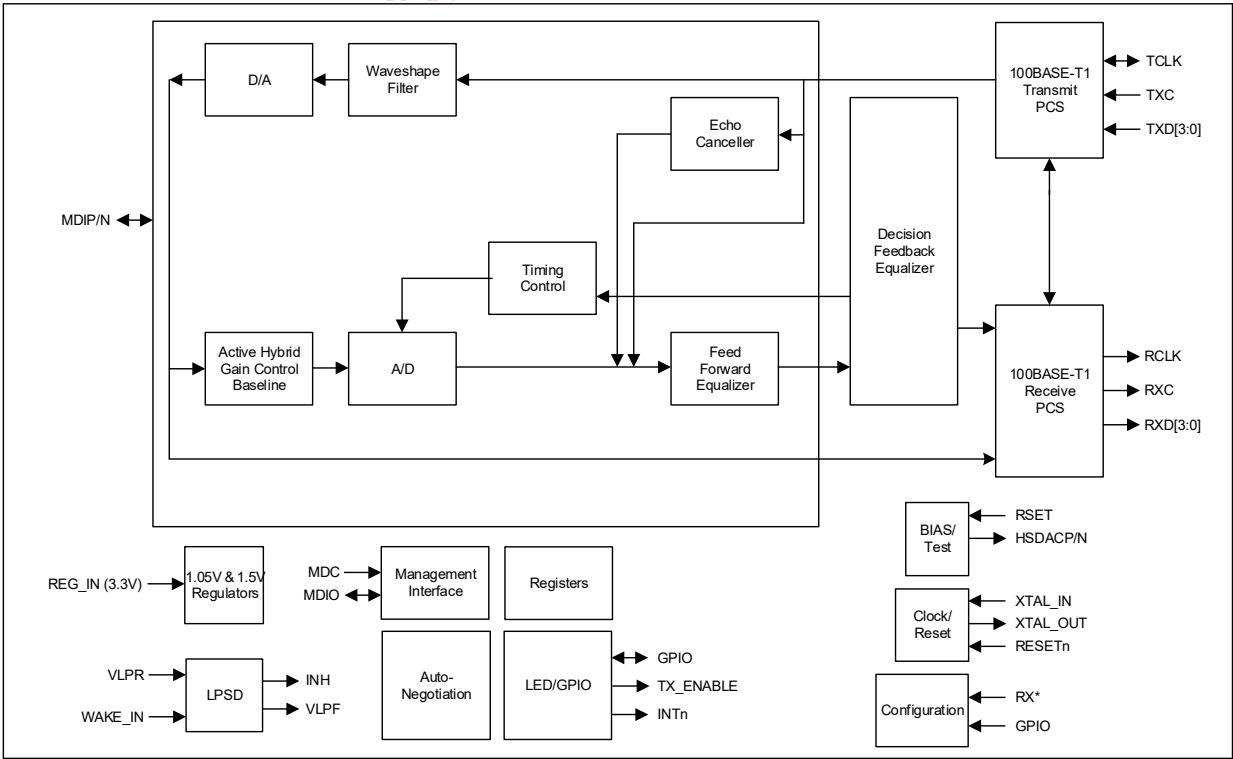 D/A
Waveshape
Filter
100BASE-T1
Transmit
PCS
TCLK
TXC
TXD[3:0]
Echo
Canceller
MDIP/N
Decision
Feedback
Equalizer
Timing
Control
Active Hybrid
Gain Control
Baseline
A/D
Feed
Forward
Equalizer
100BASE-T1
Receive
PCS
RCLK
RXC
RXD[3:0]
BIAS/
Test
RSET
HSDACP/N
REG_IN (3.3V)
1.05V & 1.5V
Regulators
MDC
MDIO
Management
Interface
Registers
Clock/
Reset
XTAL_IN
XTAL_OUT
RESETn
VLPR
WAKE_IN
LPSD
INH
VLPF
Auto-
Negotiation
LED/GPIO
GPIO
TX_ENABLE
INTn
Configuration
RX*
GPIO